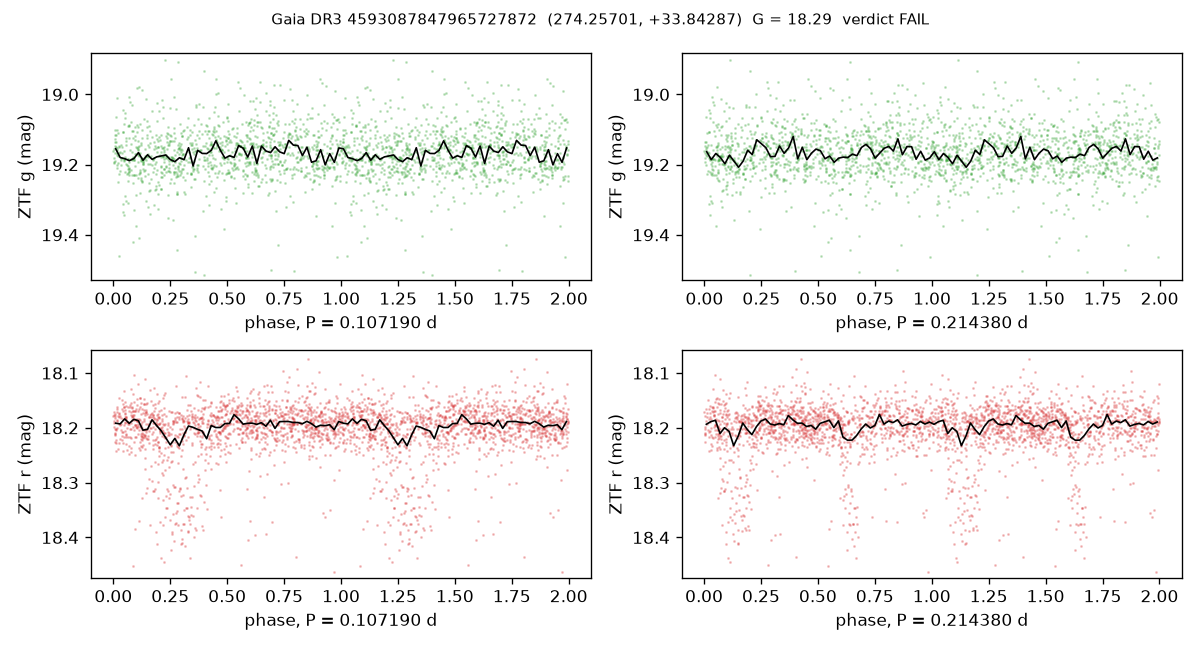 Gaia DR3 4593087847965727872 (274.25701, +33.84287) G = 18.29 verdict FAIL
ZTF g (mag)
19.0
19.2
19.4
0.00 0.25 0.50 0.75 1.00 1.25 1.50 1.75 2.00
phase, P = 0.107190 d
ZTF g (mag)
19.0
19.2
19.4
0.00 0.25 0.50 0.75 1.00 1.25 1.50 1.75 2.00
phase, P = 0.214380 d
ZTF r (mag)
18.1
18.2
18.3
18.4
0.00 0.25 0.50 0.75 1.00 1.25 1.50 1.75 2.00
phase, P = 0.107190 d
ZTF r (mag)
18.1
18.2
18.3
18.4
0.00 0.25 0.50 0.75 1.00 1.25 1.50 1.75 2.00
phase, P = 0.214380 d